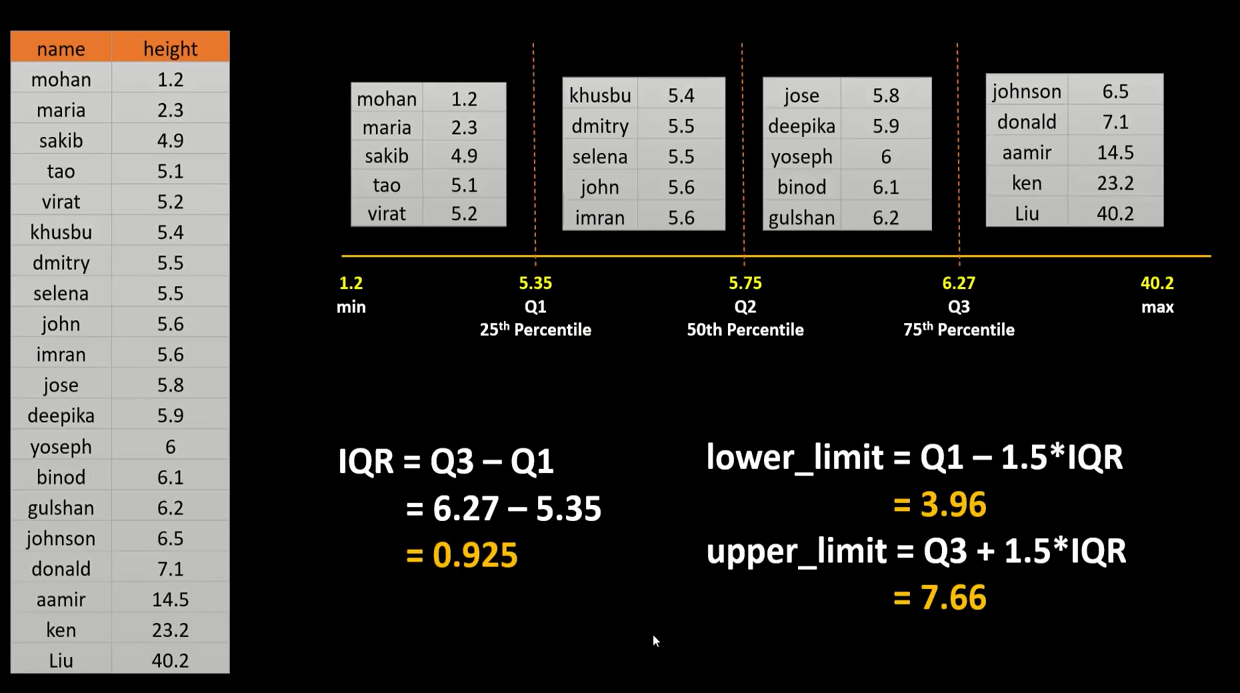 name height
mohan 1.2
maria 2.3
sakib 4.9
tao 5.1
virat 5.2
khusbu 5.4
dmitry 5.5
selena 5.5
john 5.6
imran 5.6
jose 5.8
deepika 5.9
yoseph 6
binod 6.1
gulshan 6.2
johnson 6.5
donald 7.1
aamir 14.5
ken 23.2
Liu 40.2
mohan 1.2
maria 2.3
sakib 4.9
tao 5.1
virat 5.2
khusbu 5.4
dmitry 5.5
selena 5.5
john 5.6
imran 5.6
jose 5.8
deepika 5.9
yoseph 6
binod 6.1
gulshan 6.2
johnson 6.5
donald 7.1
aamir 14.5
ken 23.2
Liu 40.2
1.2 5.35 5.75 6.27 40.2
min Q1 Q2 Q3 max
25th Percentile 50th Percentile 75th Percentile
IQR = Q3 – Q1
= 6.27 – 5.35
= 0.925
lower_limit = Q1 – 1.5*IQR
= 3.96
upper_limit = Q3 + 1.5*IQR
= 7.66